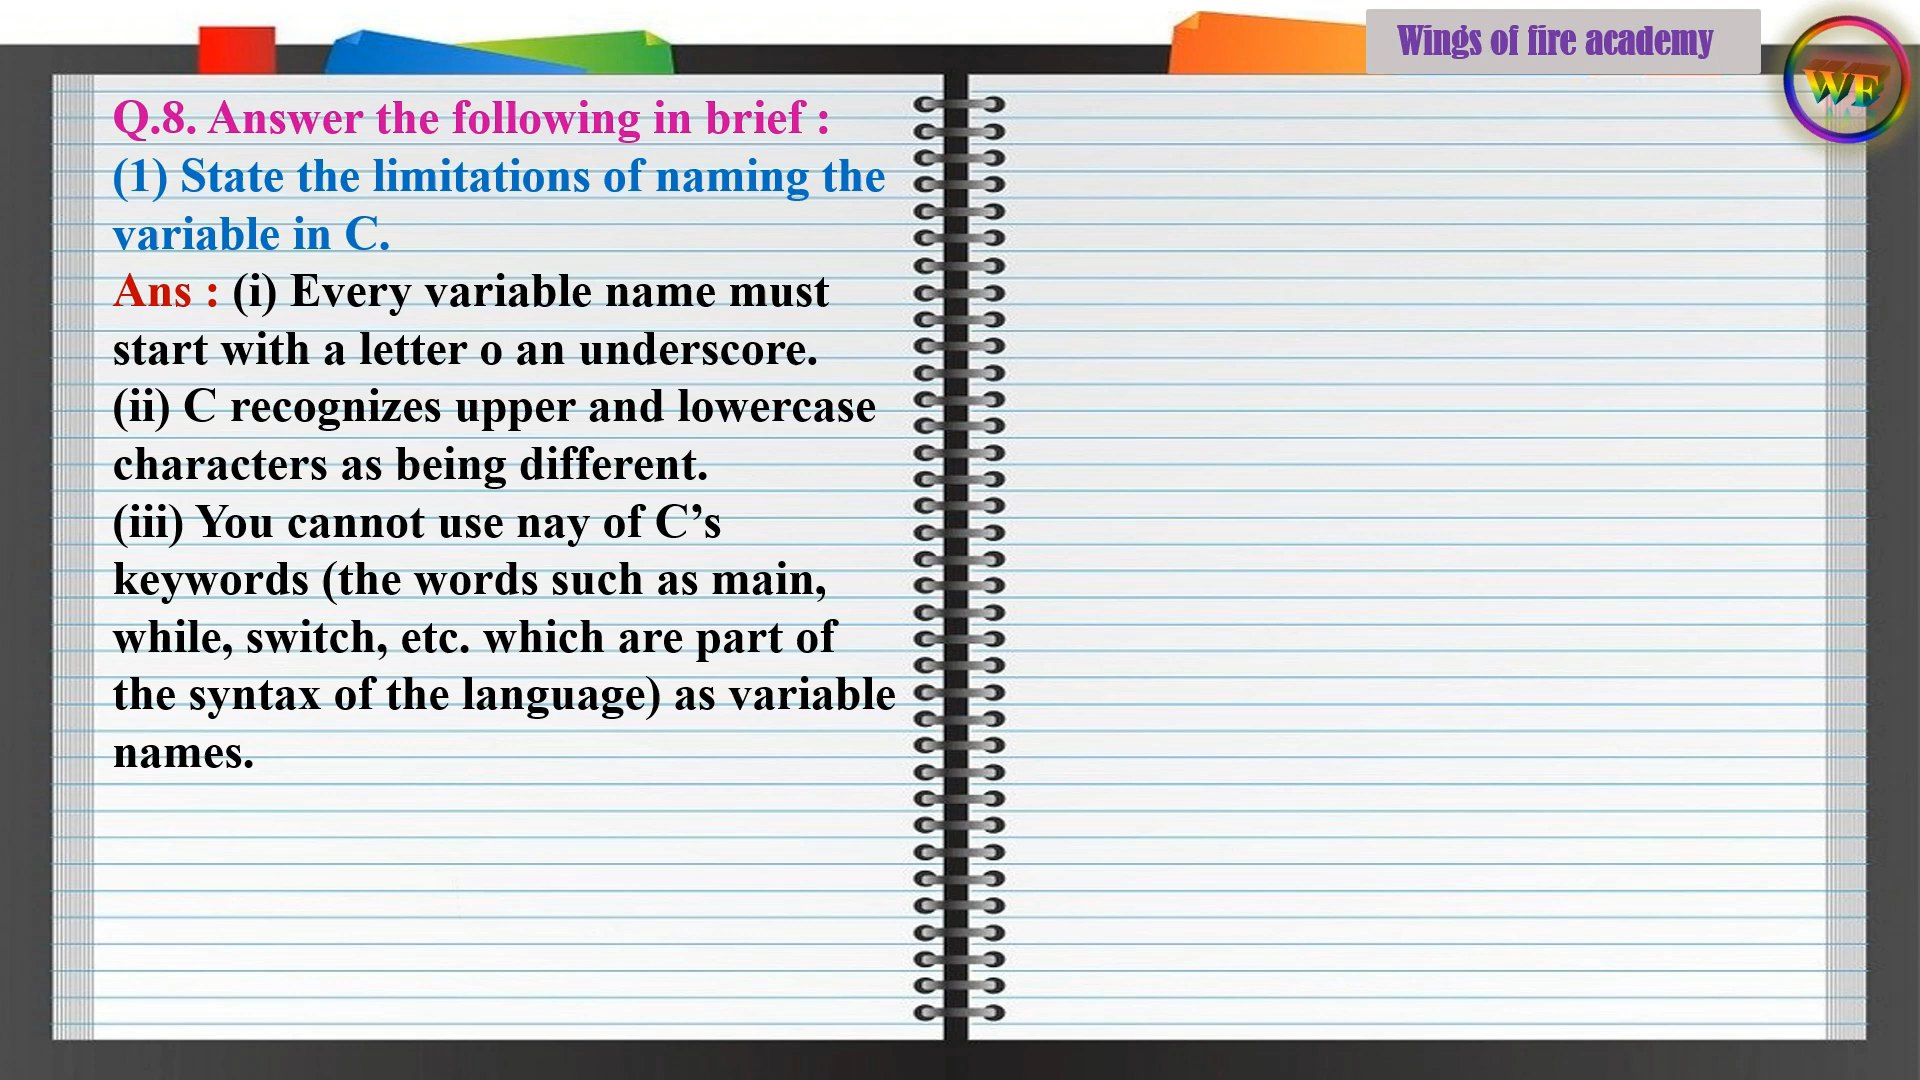 Wings of fire academy
WE
Q.8. Answer the following in brief :
(1) State the limitations of naming the
variable in C.
Ans : (i) Every variable name must
start with a letter o an underscore.
(ii) C recognizes upper and lowercase
characters as being different.
(iii) You cannot use nay of C’s
keywords (the words such as main,
while, switch, etc. which are part of
the syntax of the language) as variable
names.